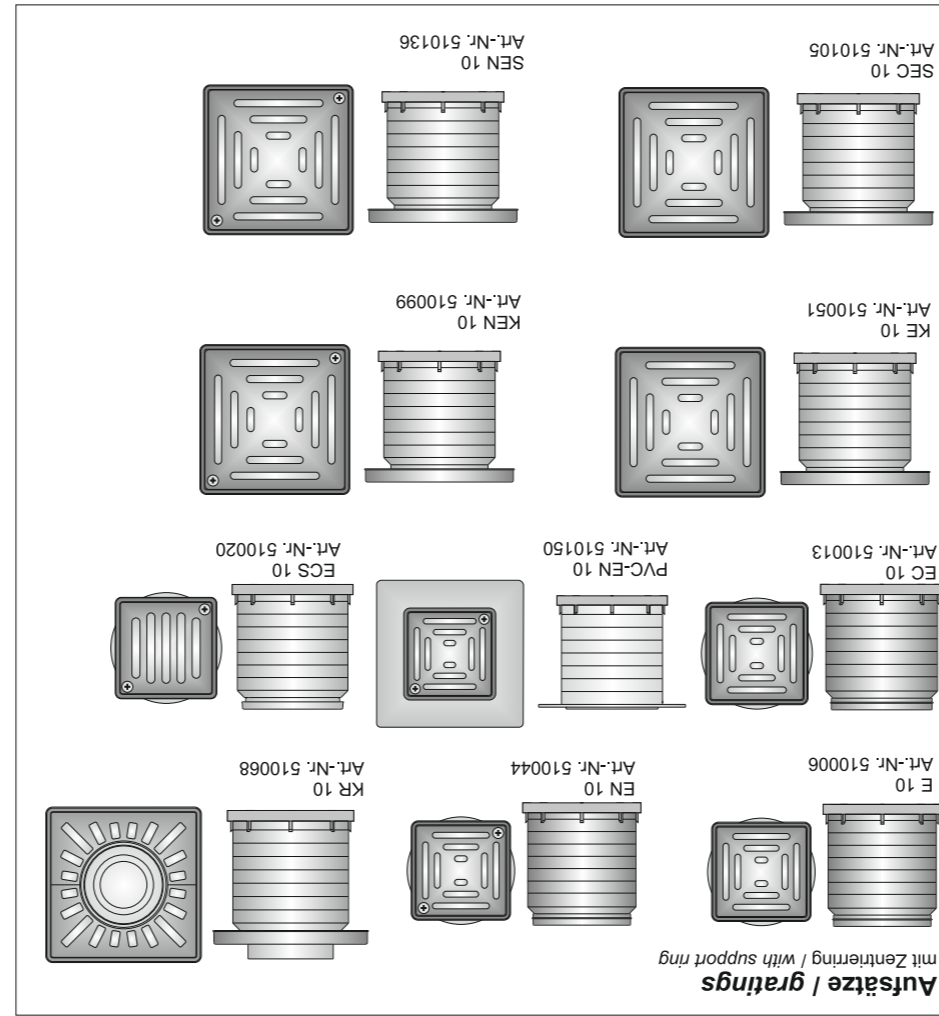 Aufsätze / gratings
mit Zentrierring / with support ring
E 10
Art.-Nr. 510006
EN 10
Art.-Nr. 510044
KR 10
Art.-Nr. 510068
EC 10
Art.-Nr. 510013
PVC-EN 10
Art.-Nr. 510150
ECS 10
Art.-Nr. 510020
KE 10
Art.-Nr. 510051
KEN 10
Art.-Nr. 510099
SEC 10
Art.-Nr. 510105
SEN 10
Art.-Nr. 510136